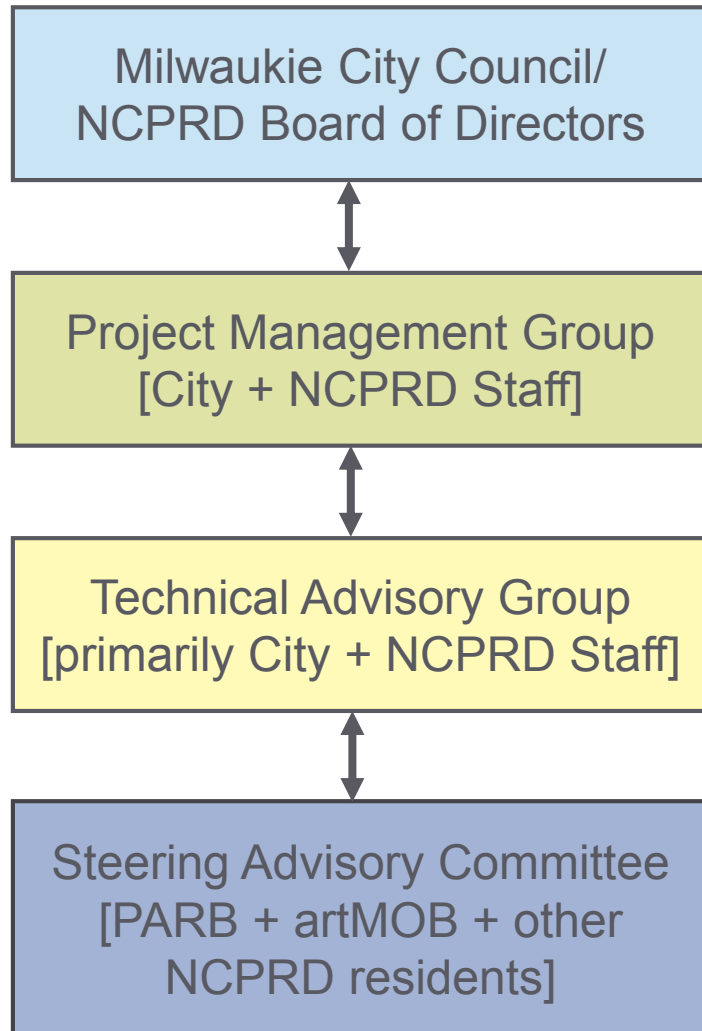 Milwaukie City Council/
NCPRD Board of Directors
Project Management Group
[City + NCPRD Staff]
Technical Advisory Group
[primarily City + NCPRD Staff]
Steering Advisory Committee
[PARB + artMOB + other
NCPRD residents]